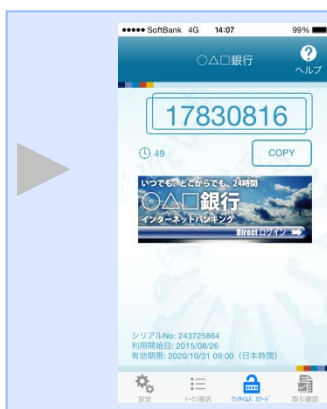 ●●●●● SoftBank 4G 14:07 99%
○△□銀行
?
ヘルプ
17830816
49 COPY
いつでも、どこからでも、24時間
○△□銀行
インターネットバンキング
Direct ログイン
シリアルNo: 243725864
利用開始日: 2015/08/26
有効期限: 2020/10/31 09:00（日本時間）
設定 トークン選択 ワンタイムパスワード 取引確認